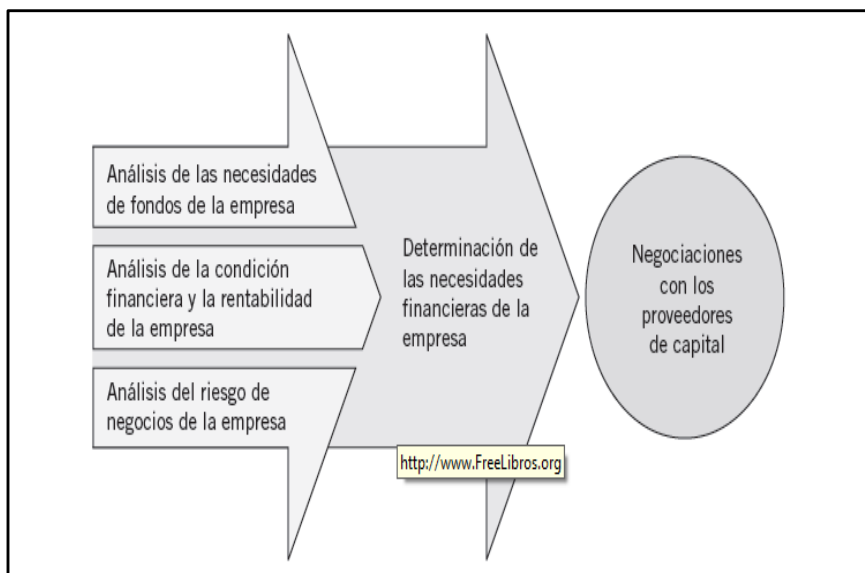 Análisis de las necesidades
de fondos de la empresa
Análisis de la condición
financiera y la rentabilidad
de la empresa
Análisis del riesgo de
negocios de la empresa
Determinación de
las necesidades
financieras de la
empresa
http://www.FreeLibros.org
Negociaciones
con los
proveedores
de capital